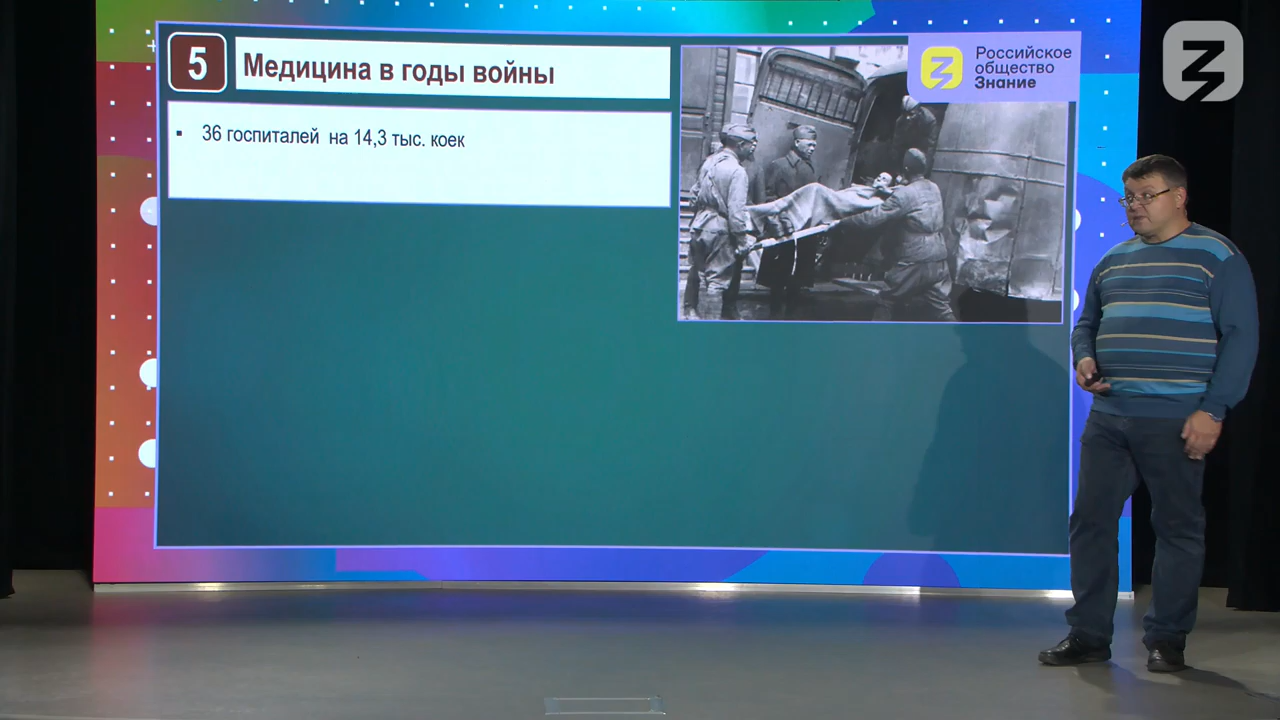 5
Медицина в годы войны
▪ 36 госпиталей на 14,3 тыс. коек
Российское
общество
Знание